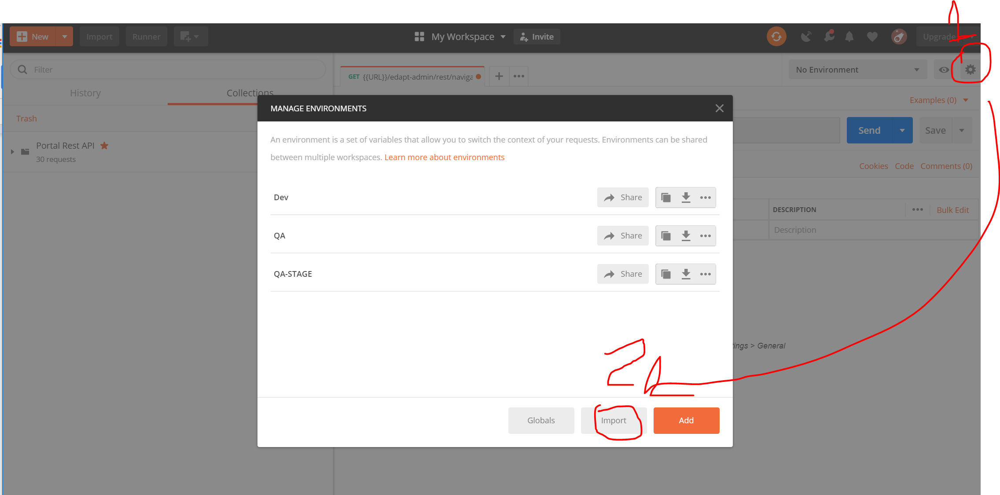 1
New
Import
Runner
My Workspace
Invite
Upgrade
Filter
GET {{URL}}/edapt-admin/rest/naviga
No Environment
History
Collections
Examples (0)
MANAGE ENVIRONMENTS
Trash
Send
Save
An environment is a set of variables that allow you to switch the context of your requests. Environments can be shared
between multiple workspaces. Learn more about environments
Portal Rest API
30 requests
Cookies Code Comments (0)
Dev
Share
DESCRIPTION
Bulk Edit
Description
QA
Share
QA-STAGE
Share
ings > General
2
Globals
Import
Add